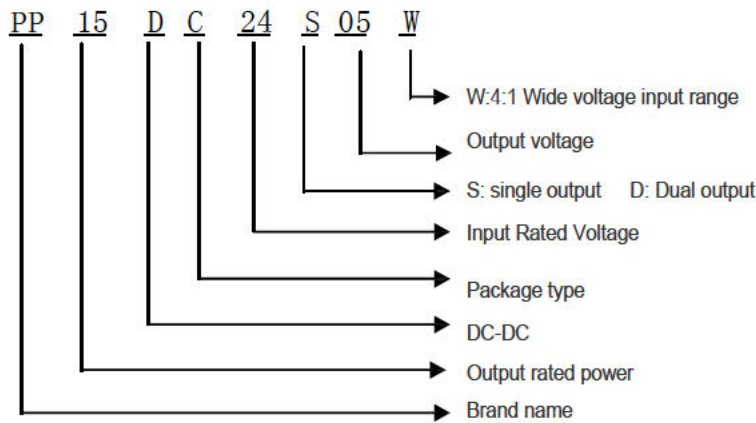 PP 15 D C 24 S 05 W
W:4:1 Wide voltage input range
Output voltage
S: single output D: Dual output
Input Rated Voltage
Package type
DC-DC
Output rated power
Brand name